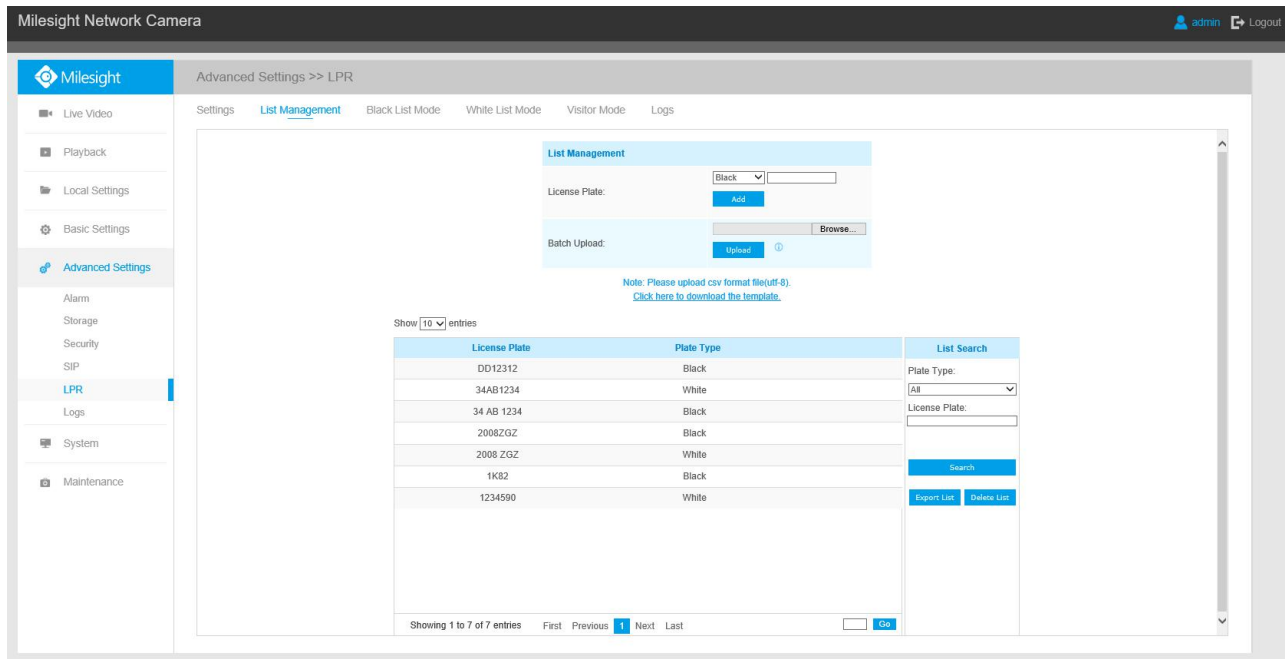 Milesight Network Camera
admin Logout
Milesight
Advanced Settings >> LPR
Live Video
Playback
Local Settings
Basic Settings
Advanced Settings
Alarm
Storage
Security
SIP
LPR
Logs
System
Maintenance
Settings List Management Black List Mode White List Mode Visitor Mode Logs
List Management
License Plate: Black
Add
Batch Upload: Browse...
Upload
Note: Please upload csv format file(utf-8).
Click here to download the template.
Show 10 entries
License Plate Plate Type
DD12312 Black
34AB1234 White
34 AB 1234 Black
2008ZGZ Black
2008 ZGZ White
1K82 Black
1234590 White
Showing 1 to 7 of 7 entries First Previous 1 Next Last Go
List Search
Plate Type:
All
License Plate:
Search
Export List Delete List